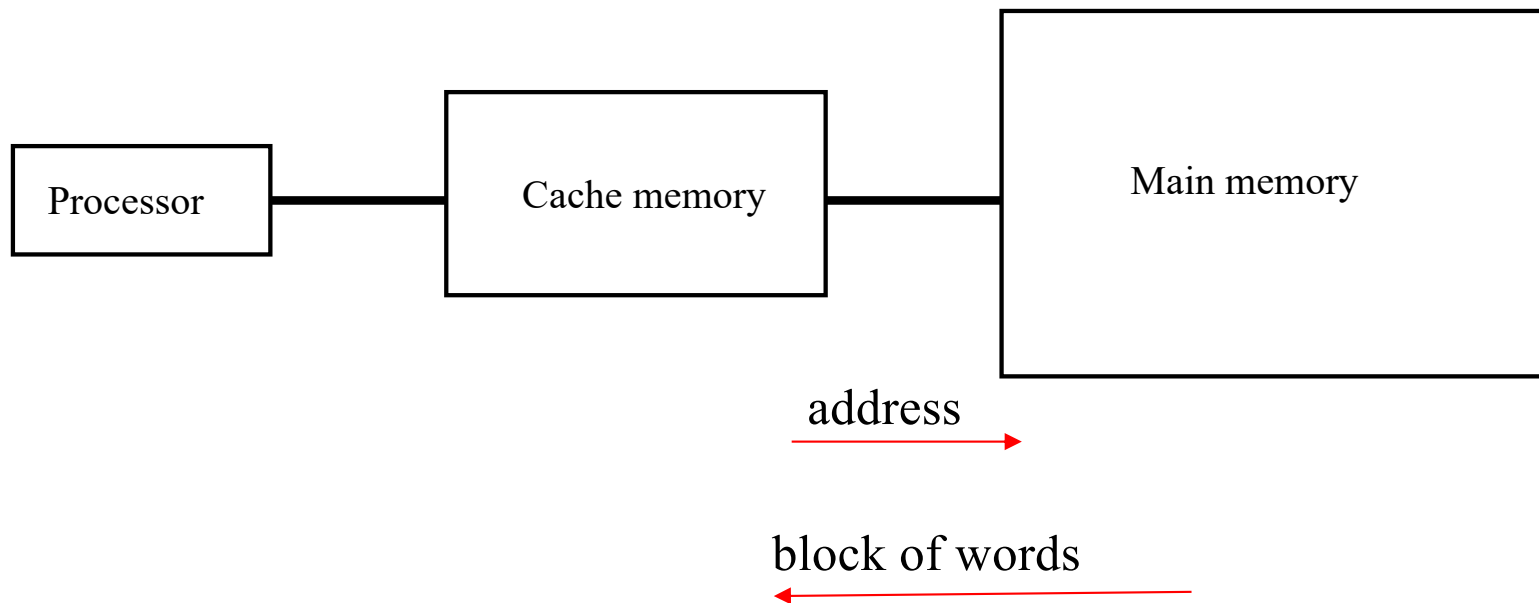 Processor
Cache memory
Main memory
address
block of words